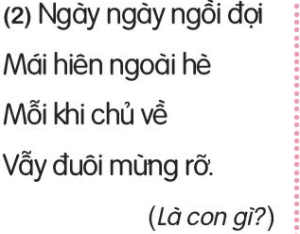 (2) Ngày ngày ngồi đọi
Mái hiên ngoài hè
Mỗi khi chủ về
Vẫy đuôi mừng rỡ.
(Là con gì?)